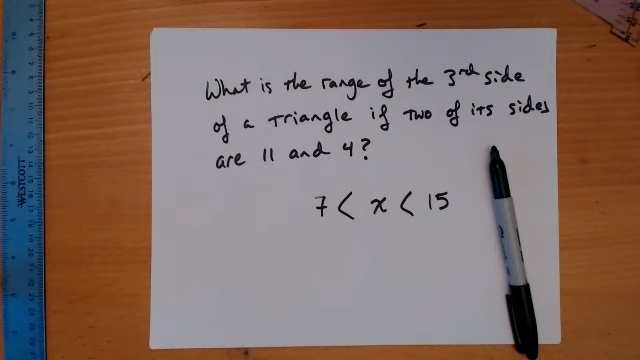 What is the range of the 3rd side
of a triangle if two of its sides
are 11 and 4?
7 < x < 15
WESTCOTT